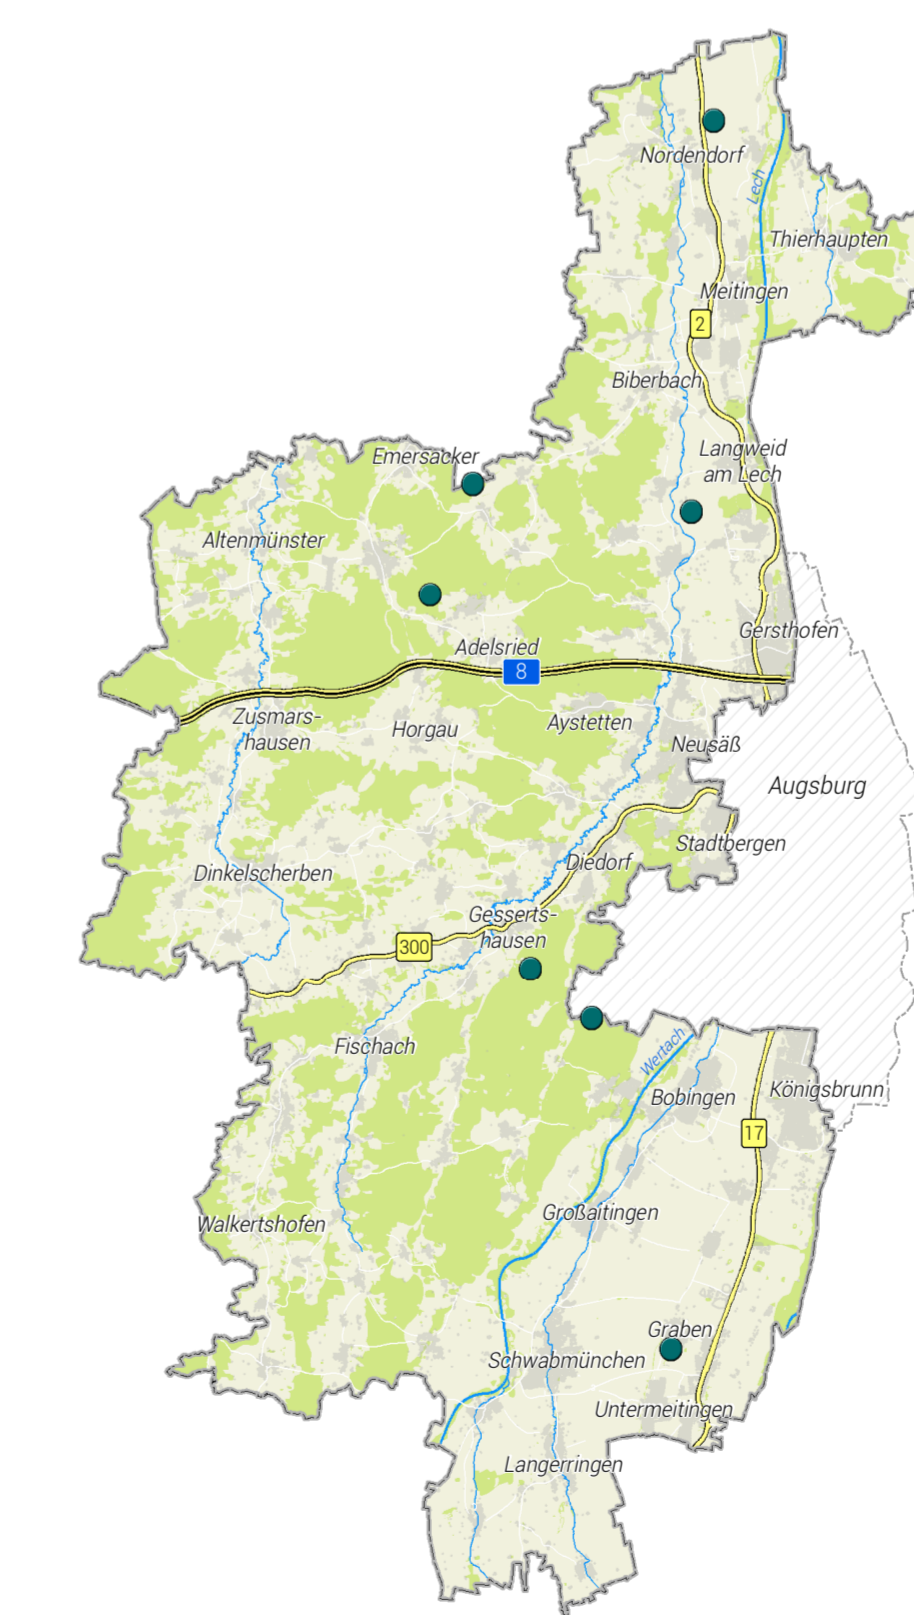 Nordendorf
Lech
Thierhaupten
Meitingen
2
Biberbach
Langweid
am Lech
Emersacker
Altenmünster
Gersthofen
Adelsried
8
Zusmars-
hausen
Horgau
Aystetten
Neusäß
Augsburg
Stadtbergen
Diedorf
Dinkelscherben
Gesserts-
hausen
300
Fischach
Wertach
Bobingen
Königsbrunn
17
Großaitingen
Walkertshofen
Graben
Schwabmünchen
Untermeitingen
Langerringen